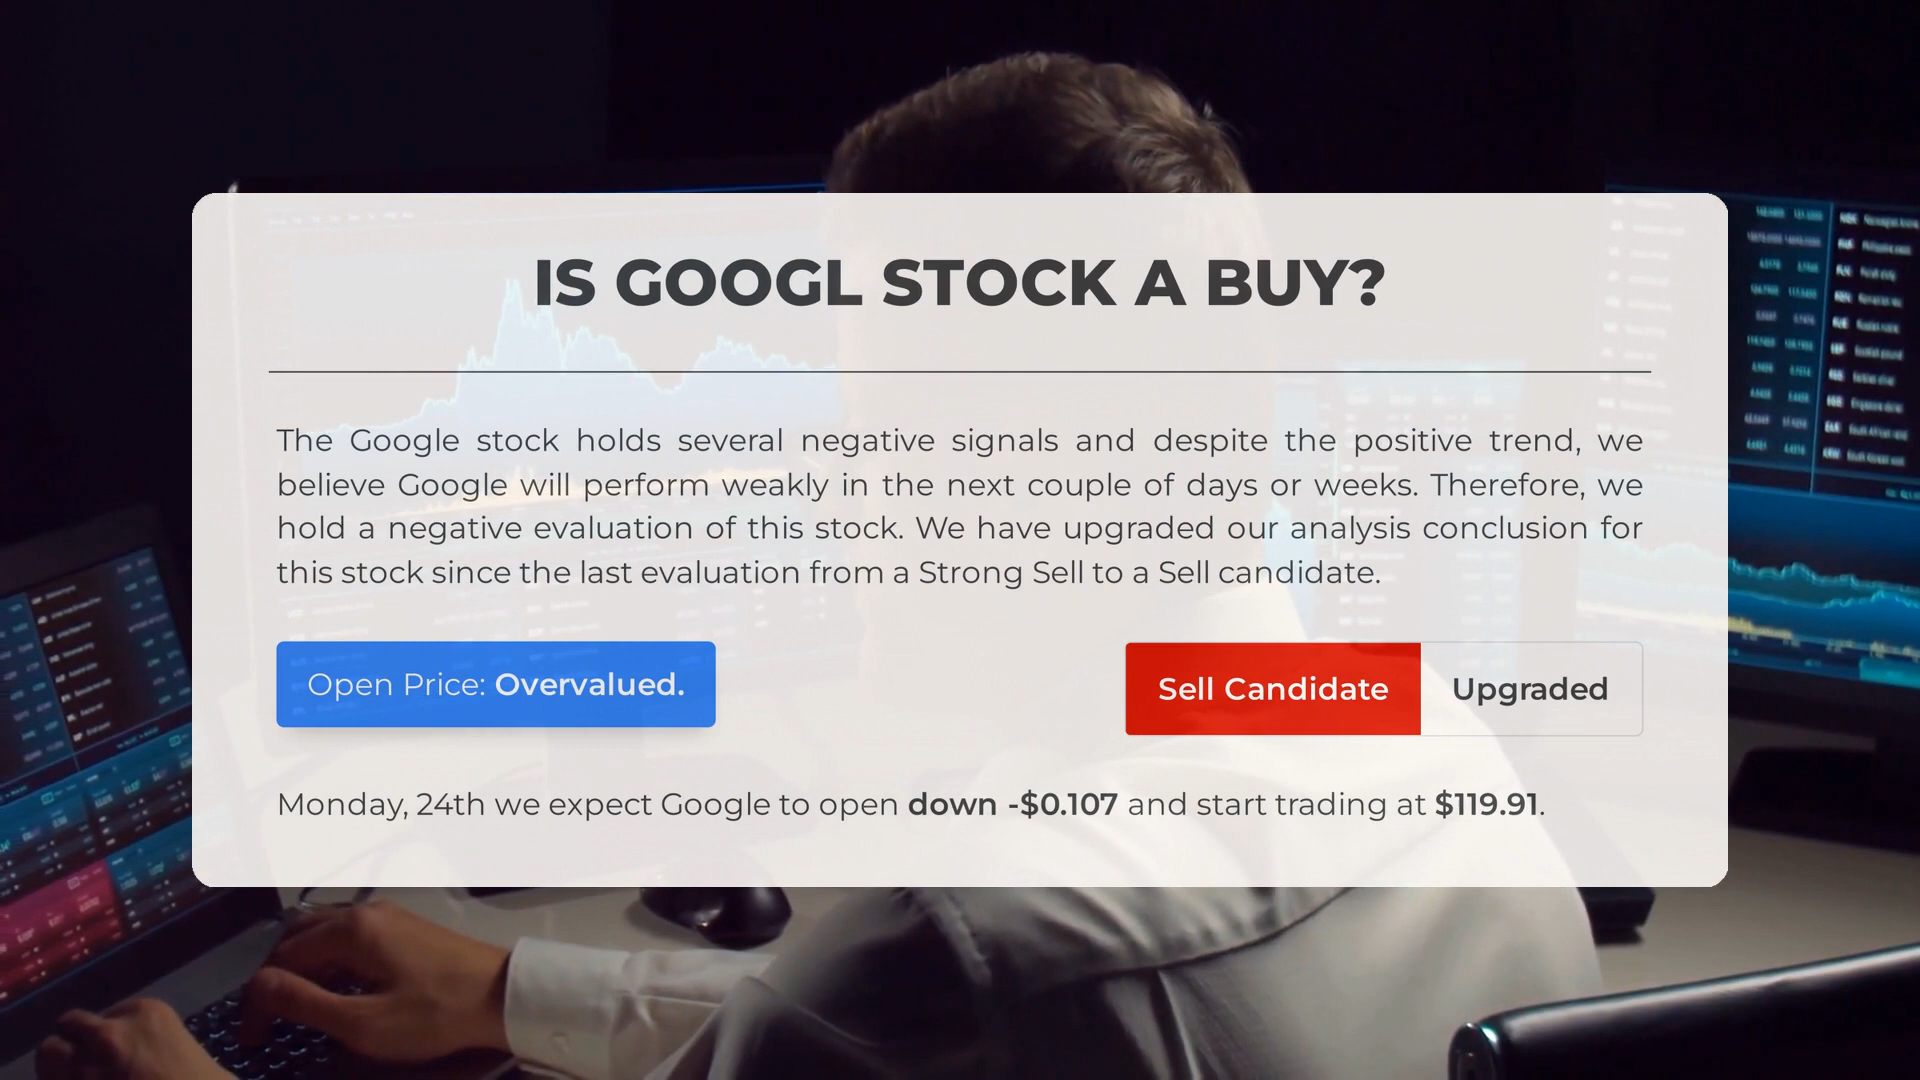 IS GOOGL STOCK A BUY?
The Google stock holds several negative signals and despite the positive trend, we
believe Google will perform weakly in the next couple of days or weeks. Therefore, we
hold a negative evaluation of this stock. We have upgraded our analysis conclusion for
this stock since the last evaluation from a Strong Sell to a Sell candidate.
Open Price: Overvalued.
Sell Candidate
Upgraded
Monday, 24th we expect Google to open down -$0.107 and start trading at $119.91.